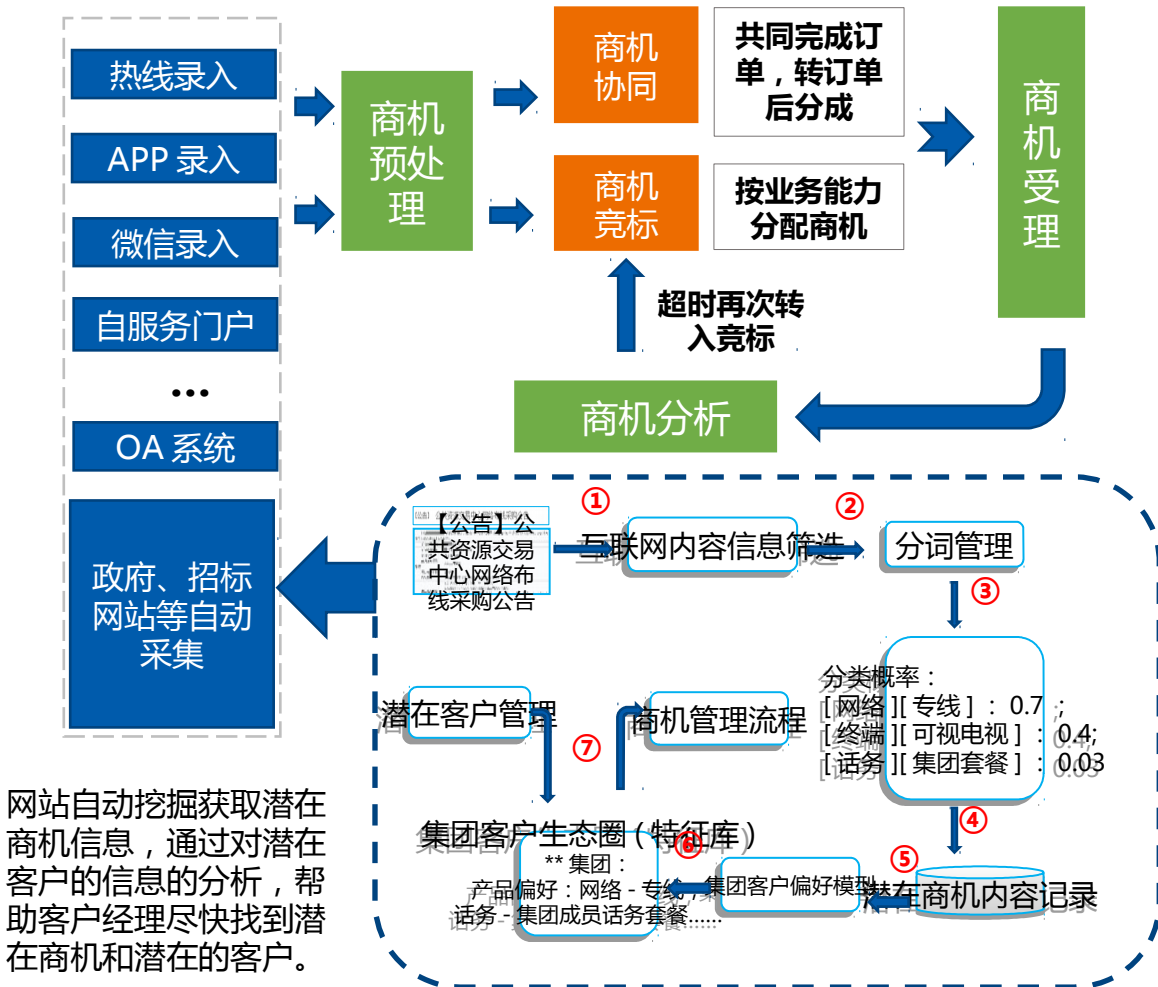 热线录入
APP 录入
微信录入
自服务门户
...
OA 系统
政府、招标
网站等自动
采集
商机
预处
理
商机
协同
共同完成订
单，转订单
后分成
商机
竞标
按业务能力
分配商机
商
机
受
理
超时再次转
入竞标
商机分析
①
②
【公告】公
共资源交易
中心网络布
线采购公告
互联网内容信息筛选
分词管理
③
分类概率：
[ 网络 ][ 专线 ] ：0.7 ;
[ 终端 ][ 可视电视 ] ：0.4;
[ 话务 ][ 集团套餐 ] ：0.03
潜在客户管理
⑦
商机管理流程
④
集团客户生态圈 ( 特征库 )
** 集团：
产品偏好：网络 - 专线 ,
话务 - 集团成员话务套餐......
⑥
集团客户偏好模型
⑤
潜在商机内容记录
网站自动挖掘获取潜在
商机信息，通过对潜在
客户的信息的分析，帮
助客户经理尽快找到潜
在商机和潜在的客户。